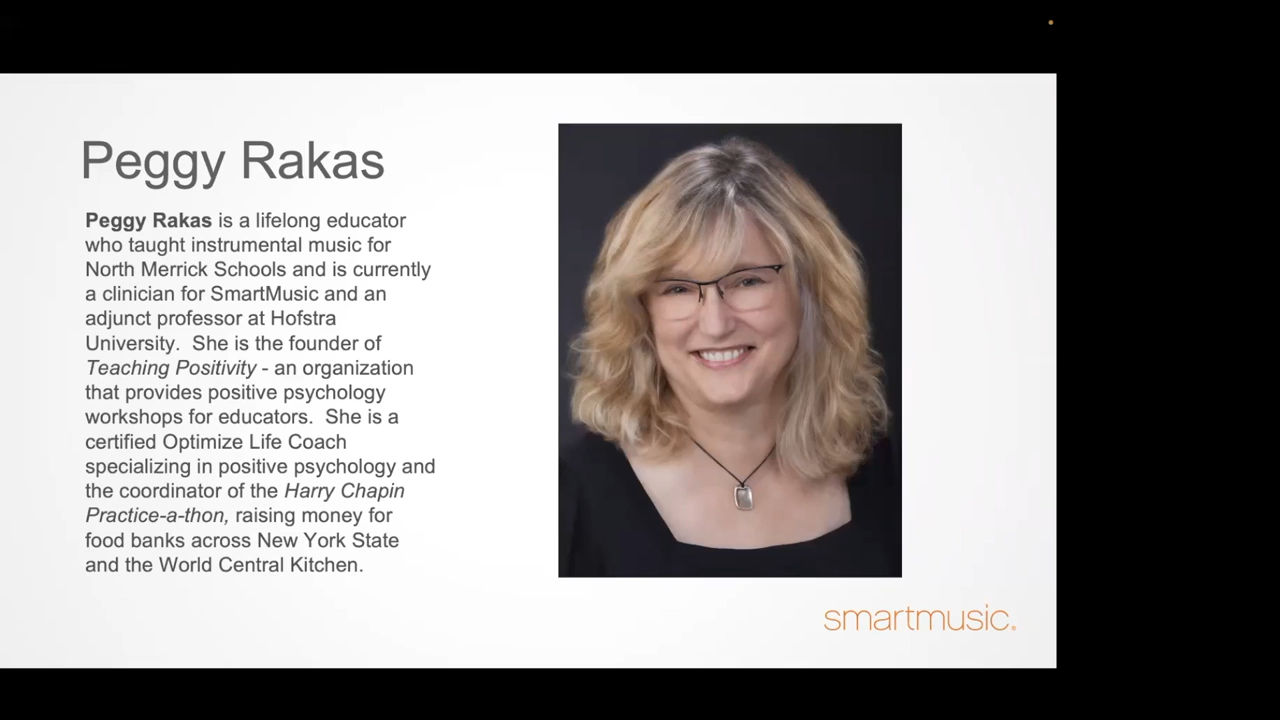 Peggy Rakas
Peggy Rakas is a lifelong educator
who taught instrumental music for
North Merrick Schools and is currently
a clinician for SmartMusic and an
adjunct professor at Hofstra
University.  She is the founder of
Teaching Positivity - an organization
that provides positive psychology
workshops for educators.  She is a
certified Optimize Life Coach
specializing in positive psychology and
the coordinator of the Harry Chapin
Practice-a-thon, raising money for
food banks across New York State
and the World Central Kitchen.
smartmusic®